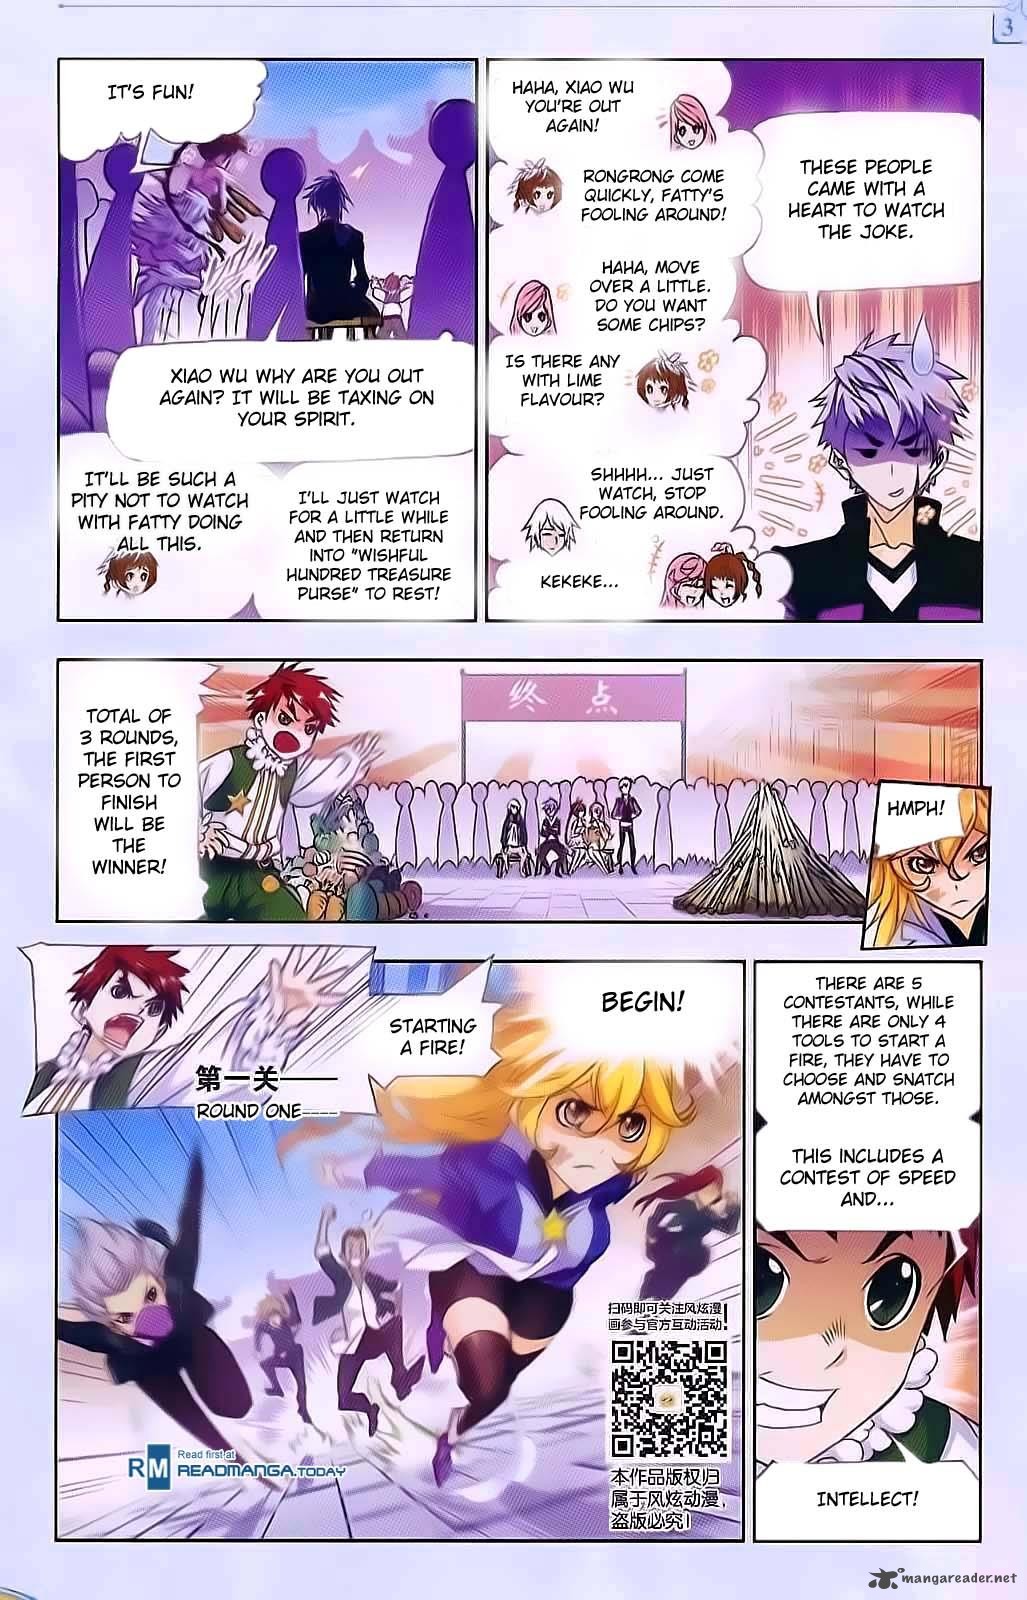 3
IT'S FUN!
XIAO WU WHY ARE YOU OUT
AGAIN? IT WILL BE TAXING ON
YOUR SPIRIT.
IT'LL BE SUCH A
PITY NOT TO WATCH
WITH FATTY DOING
ALL THIS.
I'LL JUST WATCH
FOR A LITTLE WHILE
AND THEN RETURN
INTO "WISHFUL
HUNDRED TREASURE
PURSE" TO REST!
HAHA, XIAO WU
YOU'RE OUT
AGAIN!
RONGRONG COME
QUICKLY, FATTY'S
FOOLING AROUND!
HAHA, MOVE
OVER A LITTLE.
DO YOU WANT
SOME CHIPS?
IS THERE ANY
WITH LIME
FLAVOUR?
SHHHH... JUST
WATCH, STOP
FOOLING AROUND.
KEKEKE...
THESE PEOPLE
CAME WITH A
HEART TO WATCH
THE JOKE.
TOTAL OF
3 ROUNDS,
THE FIRST
PERSON TO
FINISH
WILL BE
THE
WINNER!
终点
HMPH!
第一关——
ROUND ONE----
STARTING
A FIRE!
BEGIN!
THERE ARE 5
CONTESTANTS, WHILE
THERE ARE ONLY 4
TOOLS TO START A
FIRE, THEY HAVE TO
CHOOSE AND SNATCH
AMONGST THOSE.
THIS INCLUDES A
CONTEST OF SPEED
AND...
INTELLECT!
扫码即可关注风炫漫
画参与官方互动活动!
本作品版权归
属于风炫动漫,
盗版必究!
RM
Read first at
READMANGA.TODAY
mangareader.net